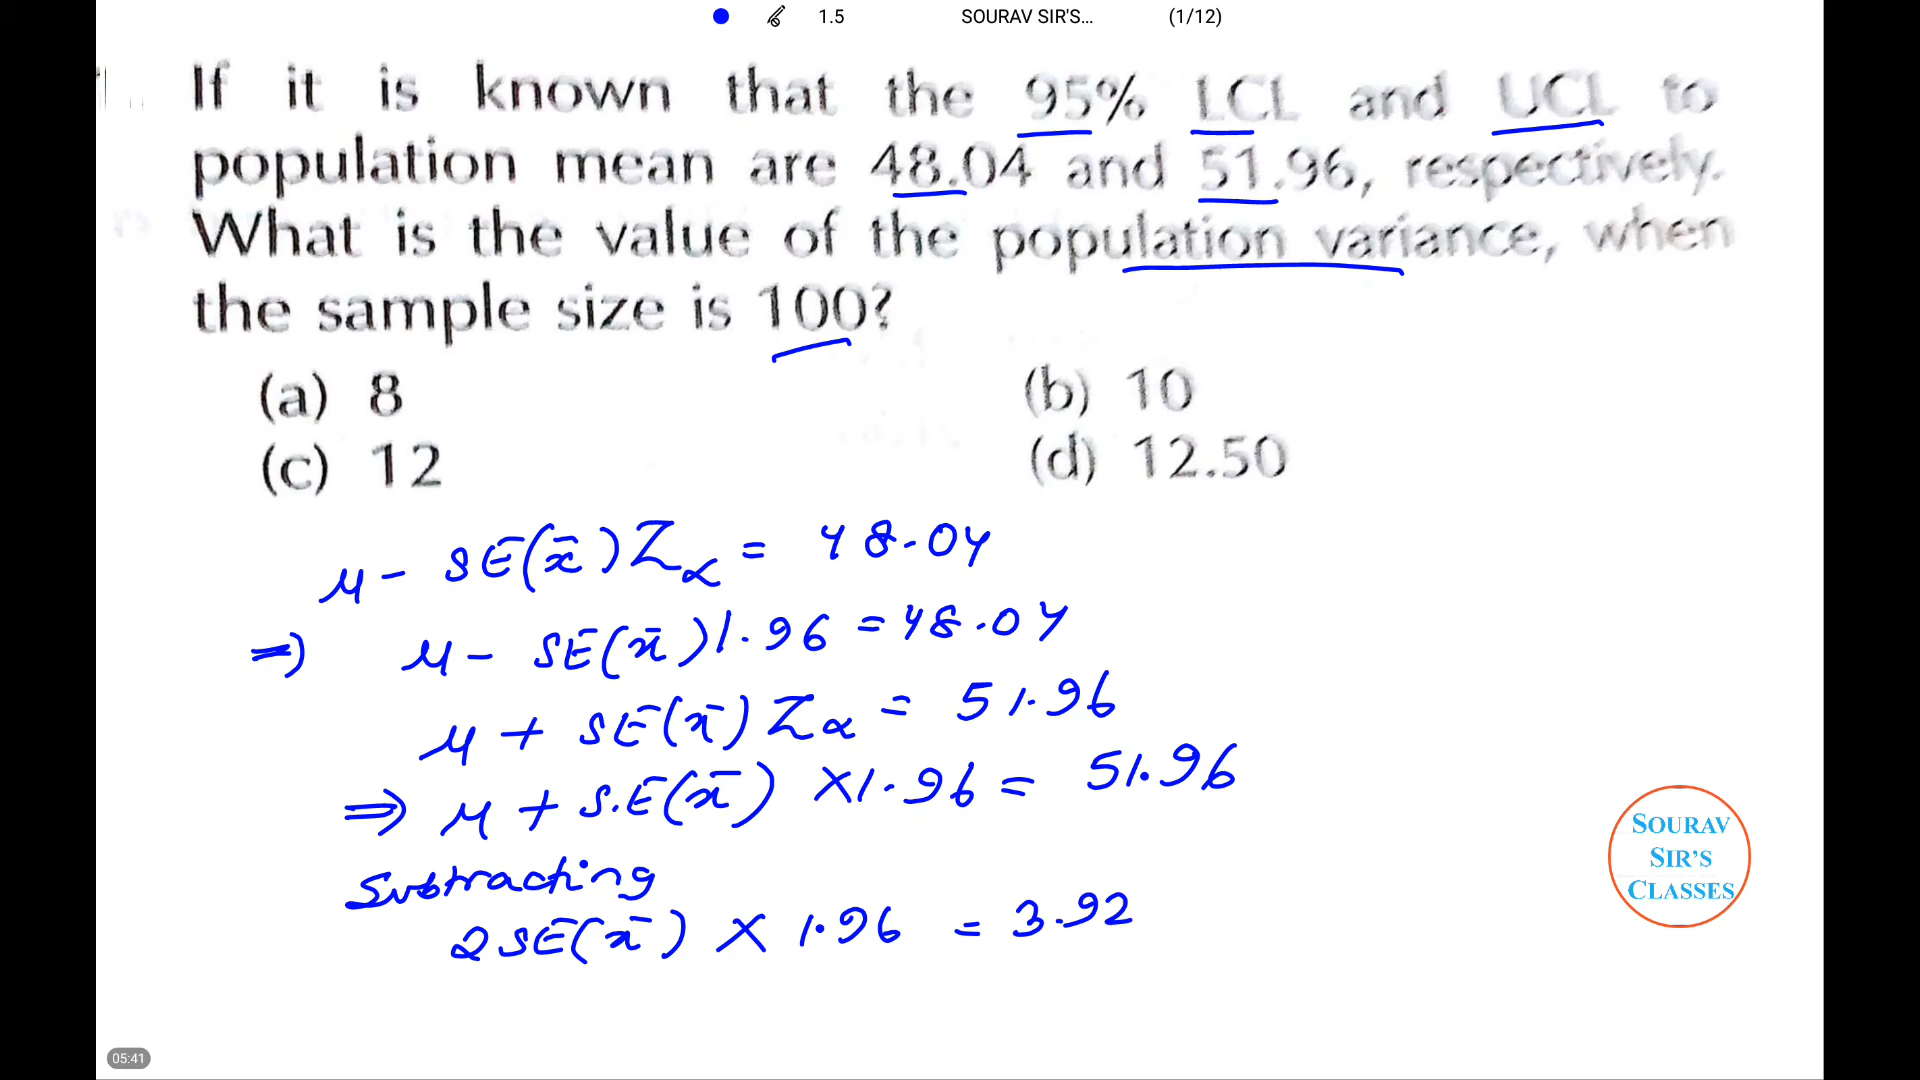 1.5 SOURAV SIR'S... (1/12)
If it is known that the 95% LCL and UCL to
population mean are 48.04 and 51.96, respectively.
What is the value of the population variance, when
the sample size is 100?
(a) 8 (b) 10
(c) 12 (d) 12.50
μ - SE(x̄) Zα = 48.04
⇒ μ - SE(x̄) 1.96 = 48.04
μ + SE(x̄) Zα = 51.96
⇒ μ + S.E(x̄) × 1.96 = 51.96
Subtracting
2 SE(x̄) × 1.96 = 3.92
SOURAV
SIR'S
CLASSES
05:41